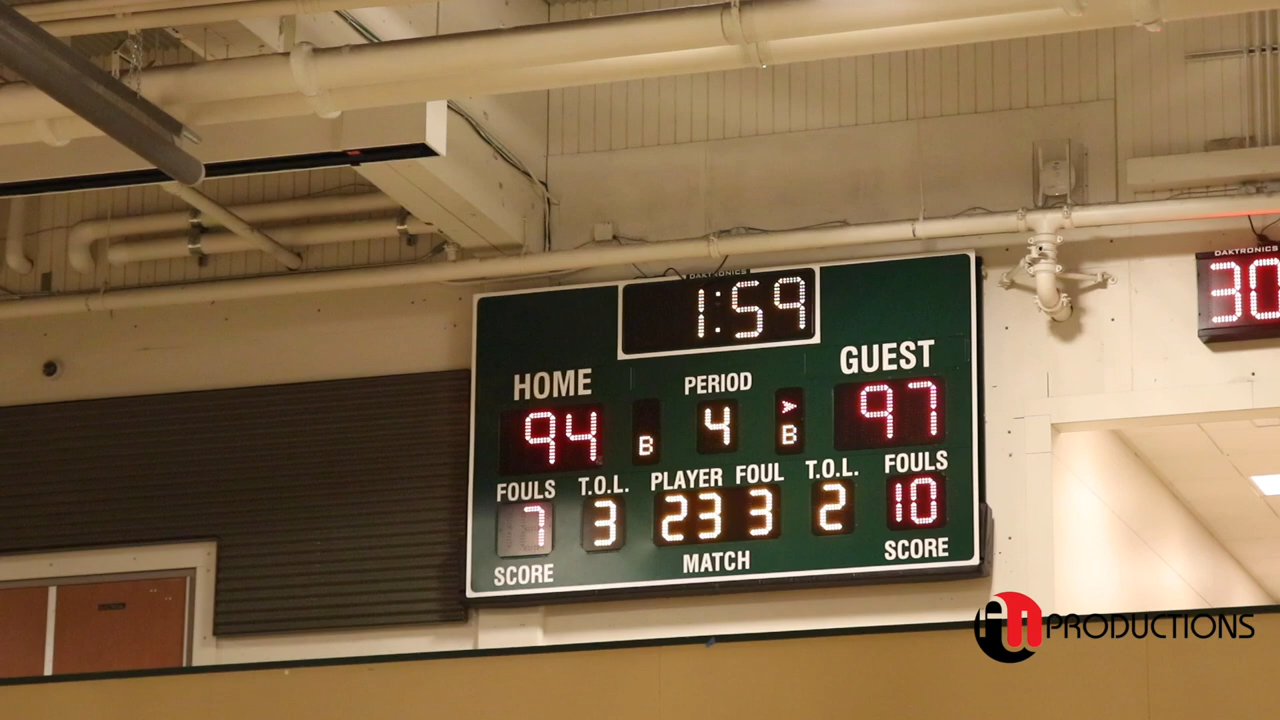 DAKTRONICS
1:59
DAKTRONICS
30
HOME
PERIOD
GUEST
94
B
4
>
B
97
FOULS
T.O.L.
PLAYER FOUL
T.O.L.
FOULS
7
3
23 3
2
10
SCORE
MATCH
SCORE
PRODUCTIONS